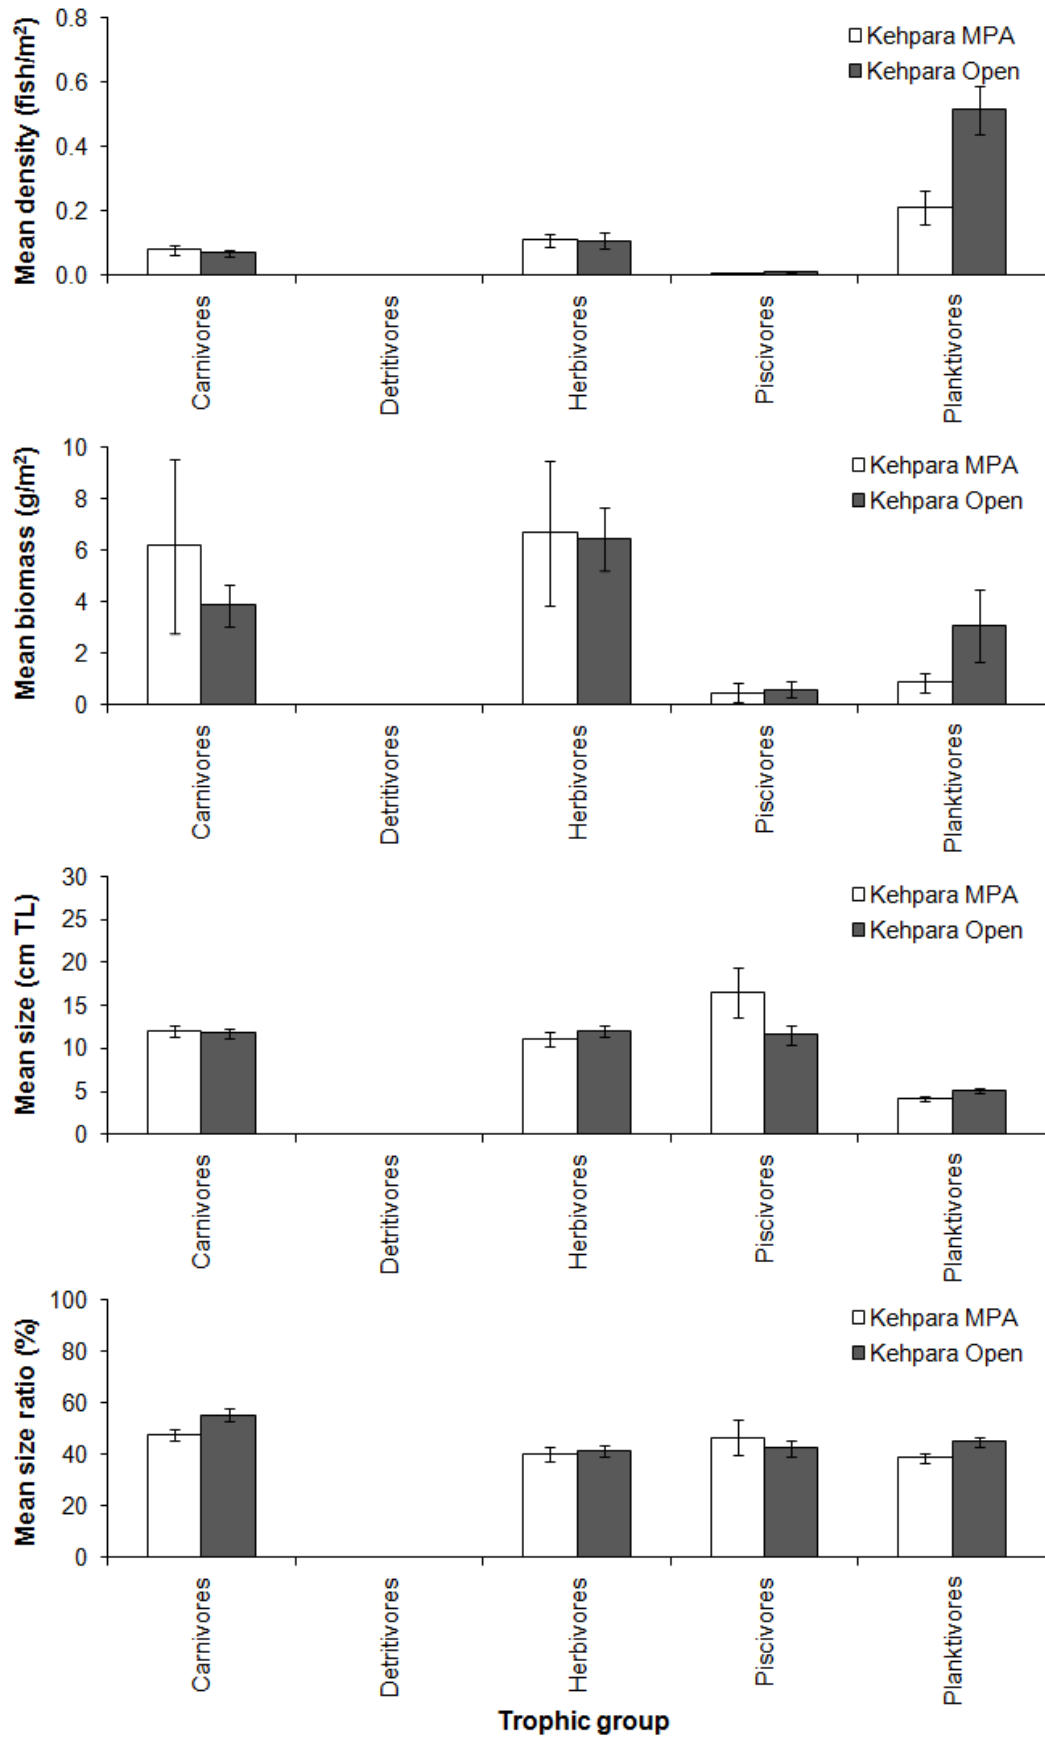 Mean density (fish/m²)
0.8
0.6
0.4
0.2
0.0
Kehpara MPA
Kehpara Open
Carnivores
Detritivores
Herbivores
Piscivores
Planktivores
Mean biomass (g/m²)
10
8
6
4
2
0
Kehpara MPA
Kehpara Open
Carnivores
Detritivores
Herbivores
Piscivores
Planktivores
Mean size (cm TL)
30
25
20
15
10
5
0
Kehpara MPA
Kehpara Open
Carnivores
Detritivores
Herbivores
Piscivores
Planktivores
Mean size ratio (%)
100
80
60
40
20
0
Kehpara MPA
Kehpara Open
Carnivores
Detritivores
Herbivores
Piscivores
Planktivores
Trophic group